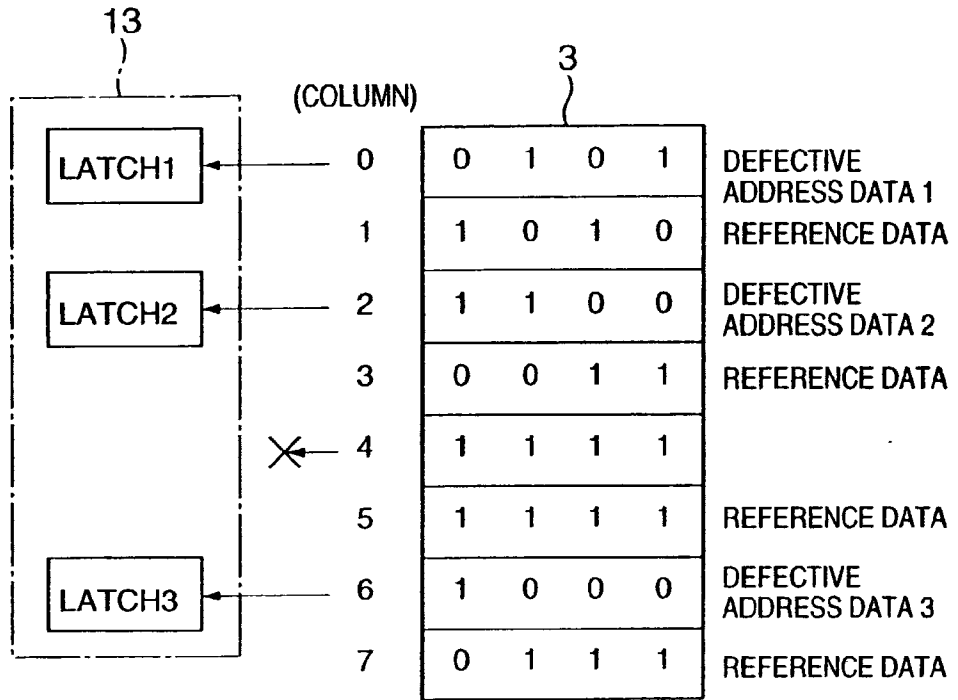 13
3
(COLUMN)
LATCH1
0
0 1 0 1
DEFECTIVE
ADDRESS DATA 1
1
1 0 1 0
REFERENCE DATA
LATCH2
2
1 1 0 0
DEFECTIVE
ADDRESS DATA 2
3
0 0 1 1
REFERENCE DATA
4
1 1 1 1
5
1 1 1 1
REFERENCE DATA
LATCH3
6
1 0 0 0
DEFECTIVE
ADDRESS DATA 3
7
0 1 1 1
REFERENCE DATA